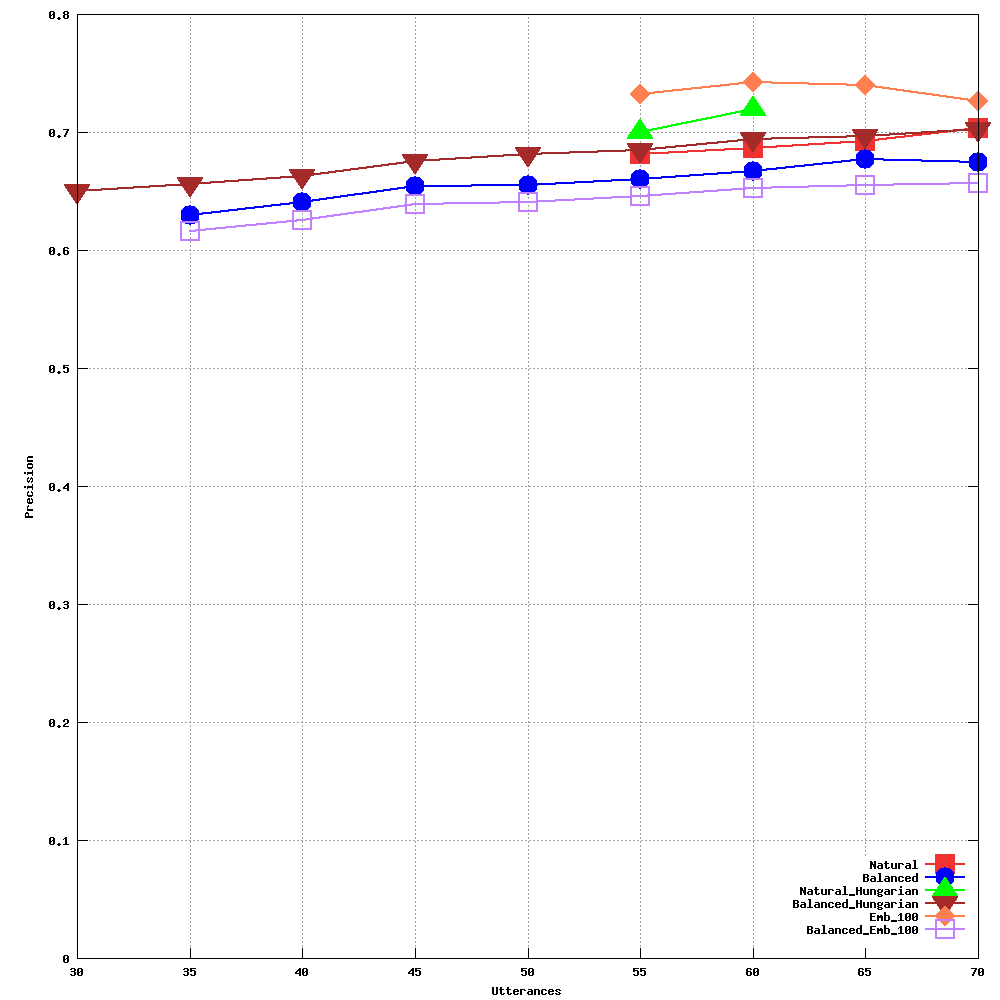 0.8
0.7
0.6
0.5
0.4
0.3
0.2
0.1
0
Precision
30 35 40 45 50 55 60 65 70
Utterances
Natural
Balanced
Natural_Hungarian
Balanced_Hungarian
Emb_100
Balanced_Emb_100